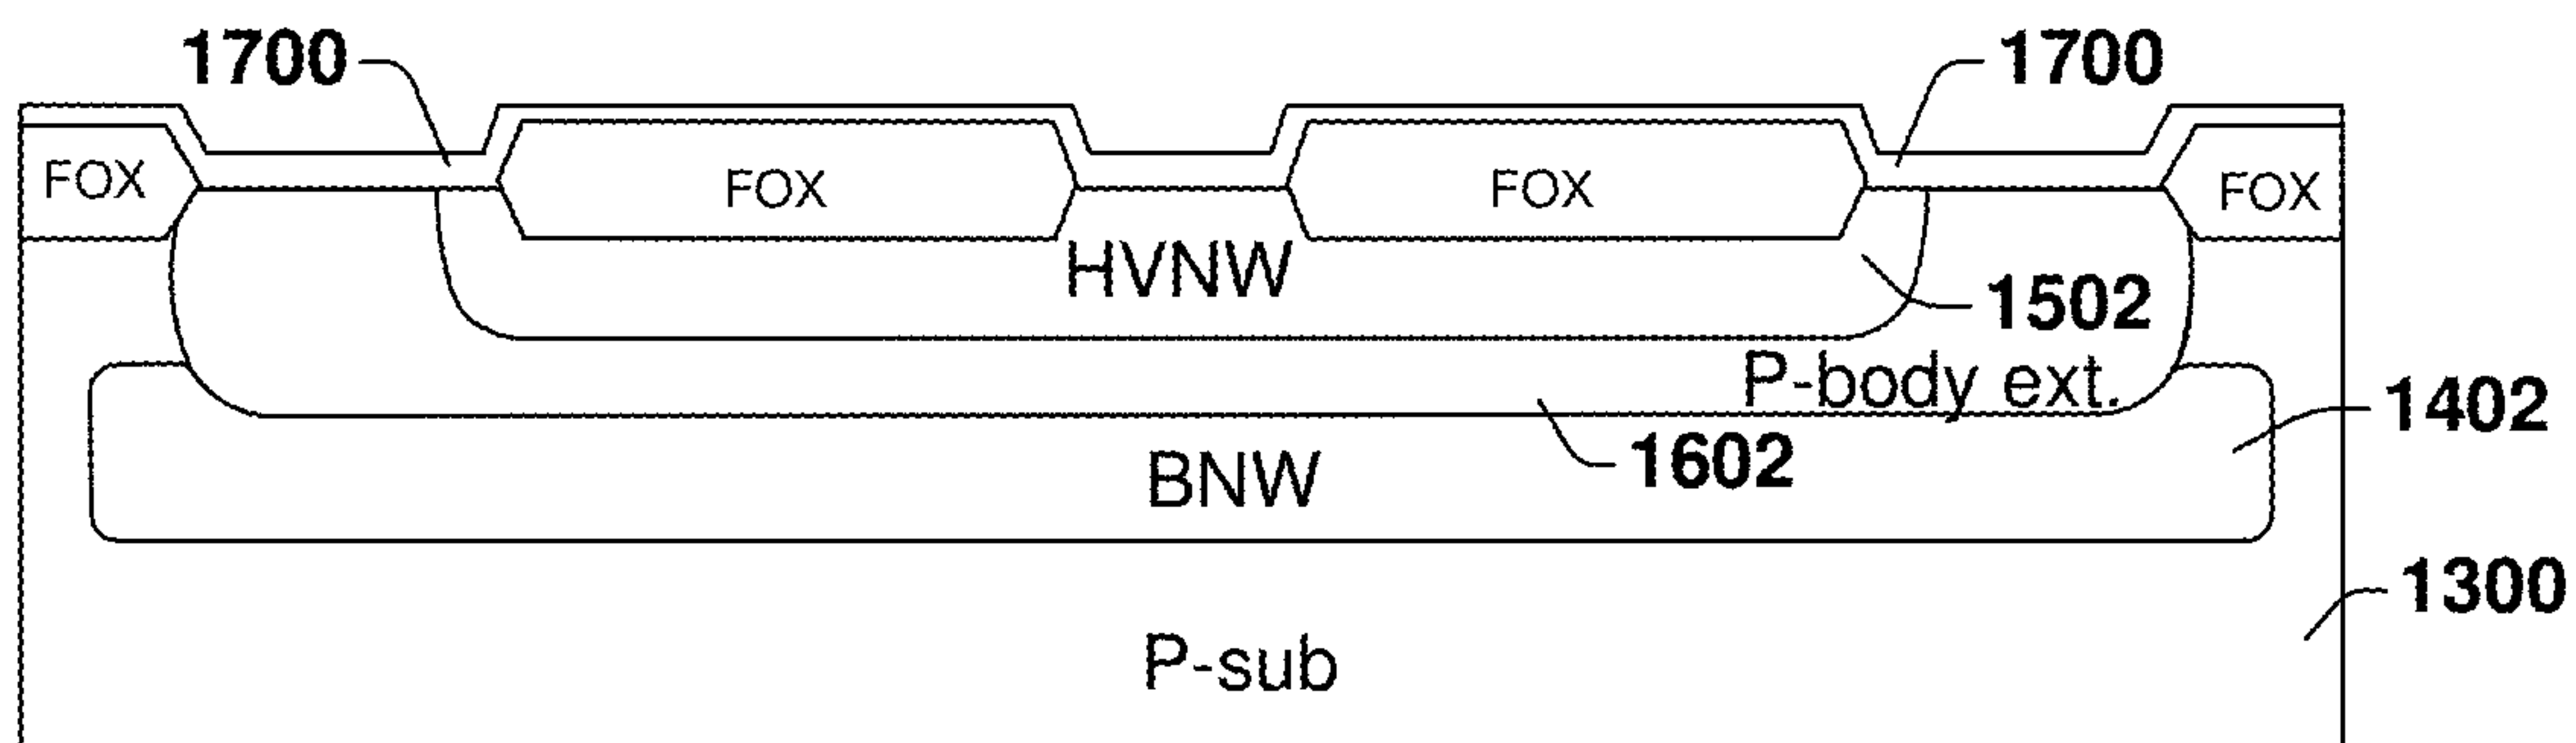 1700
1700
FOX
FOX
FOX
FOX
HVNW
1502
P-body ext.
1402
1602
BNW
1300
P-sub